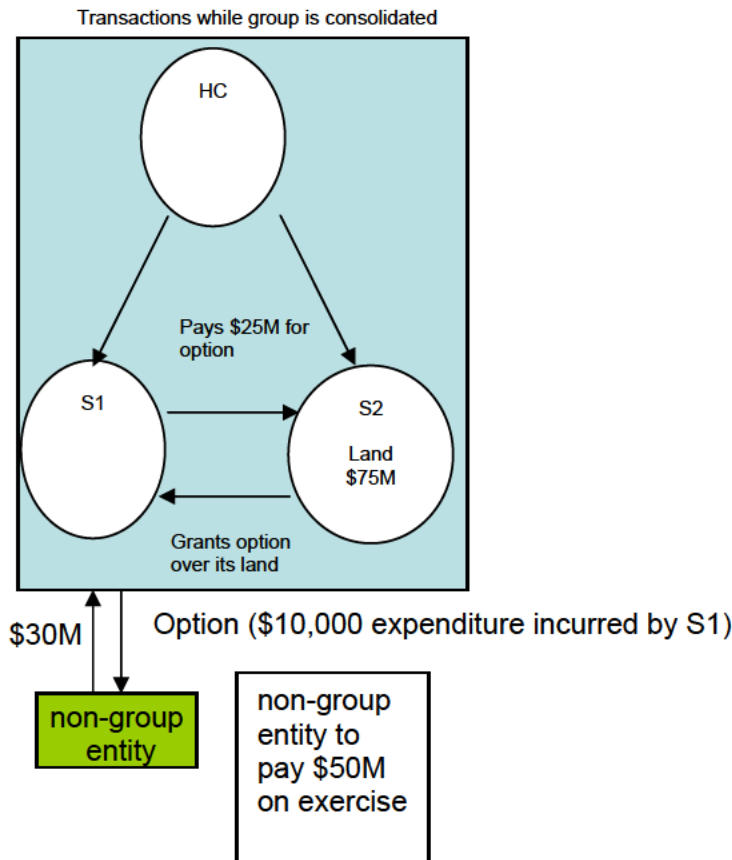 Transactions while group is consolidated
HC
Pays $25M for
option
S1
S2
Land
$75M
Grants option
over its land
$30M
Option ($10,000 expenditure incurred by S1)
non-group
entity
non-group
entity to
pay $50M
on exercise